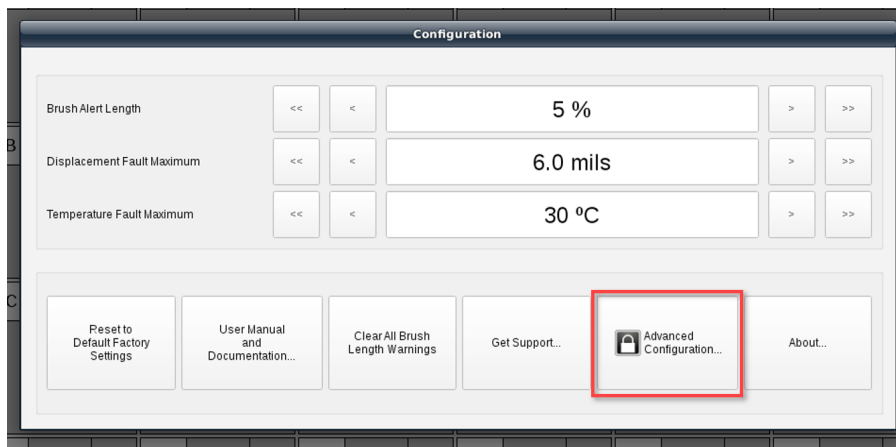 Configuration
Brush Alert Length
<<
<
5 %
>
>>
B
Displacement Fault Maximum
<<
<
6.0 mils
>
>>
Temperature Fault Maximum
<<
<
30 ºC
>
>>
C
Reset to
Default Factory
Settings
User Manual
and
Documentation...
Clear All Brush
Length Warnings
Get Support...
Advanced
Configuration...
About...